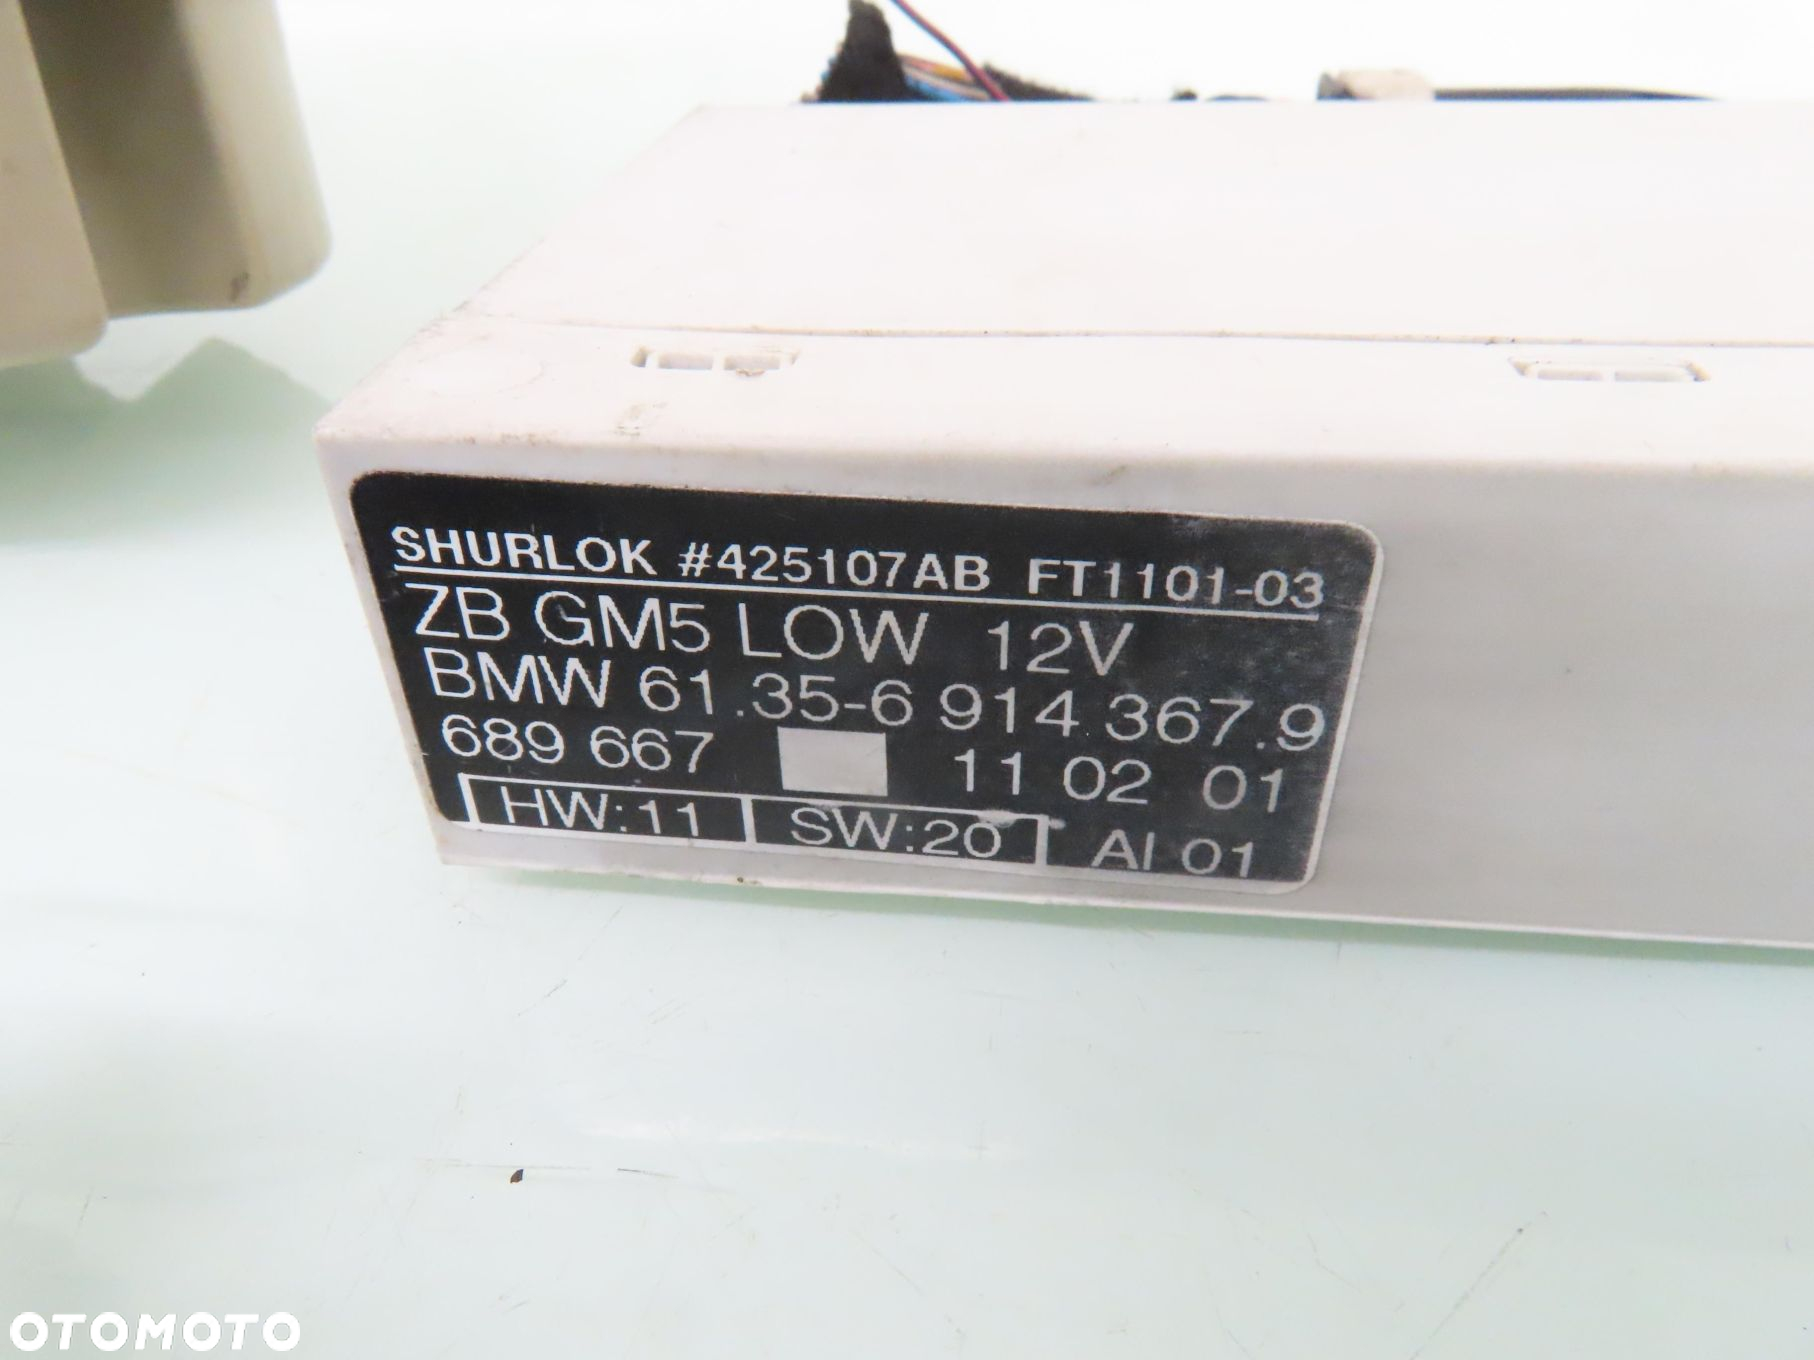 SHURLOK #425107AB FT1101-03
ZB GM5 LOW 12V
BMW 61.35-6 914 367.9
689 667 11 02 01
HW:11 SW:20 AI 01
OTOMOTO